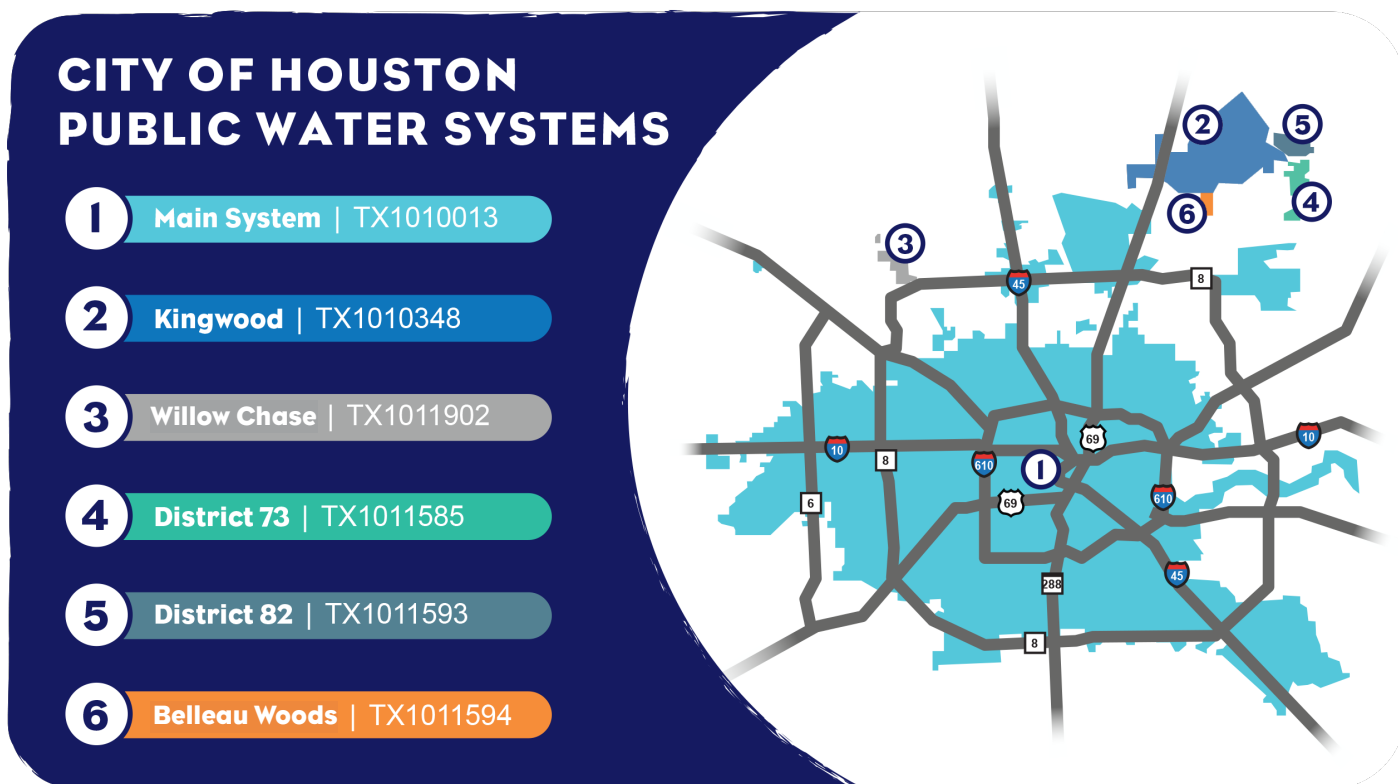 CITY OF HOUSTON
PUBLIC WATER SYSTEMS
1 Main System | TX1010013
2 Kingwood | TX1010348
3 Willow Chase | TX1011902
4 District 73 | TX1011585
5 District 82 | TX1011593
6 Belleau Woods | TX1011594
2
5
6
4
3
45
8
69
10
10
8
610
1
6
69
610
45
288
8